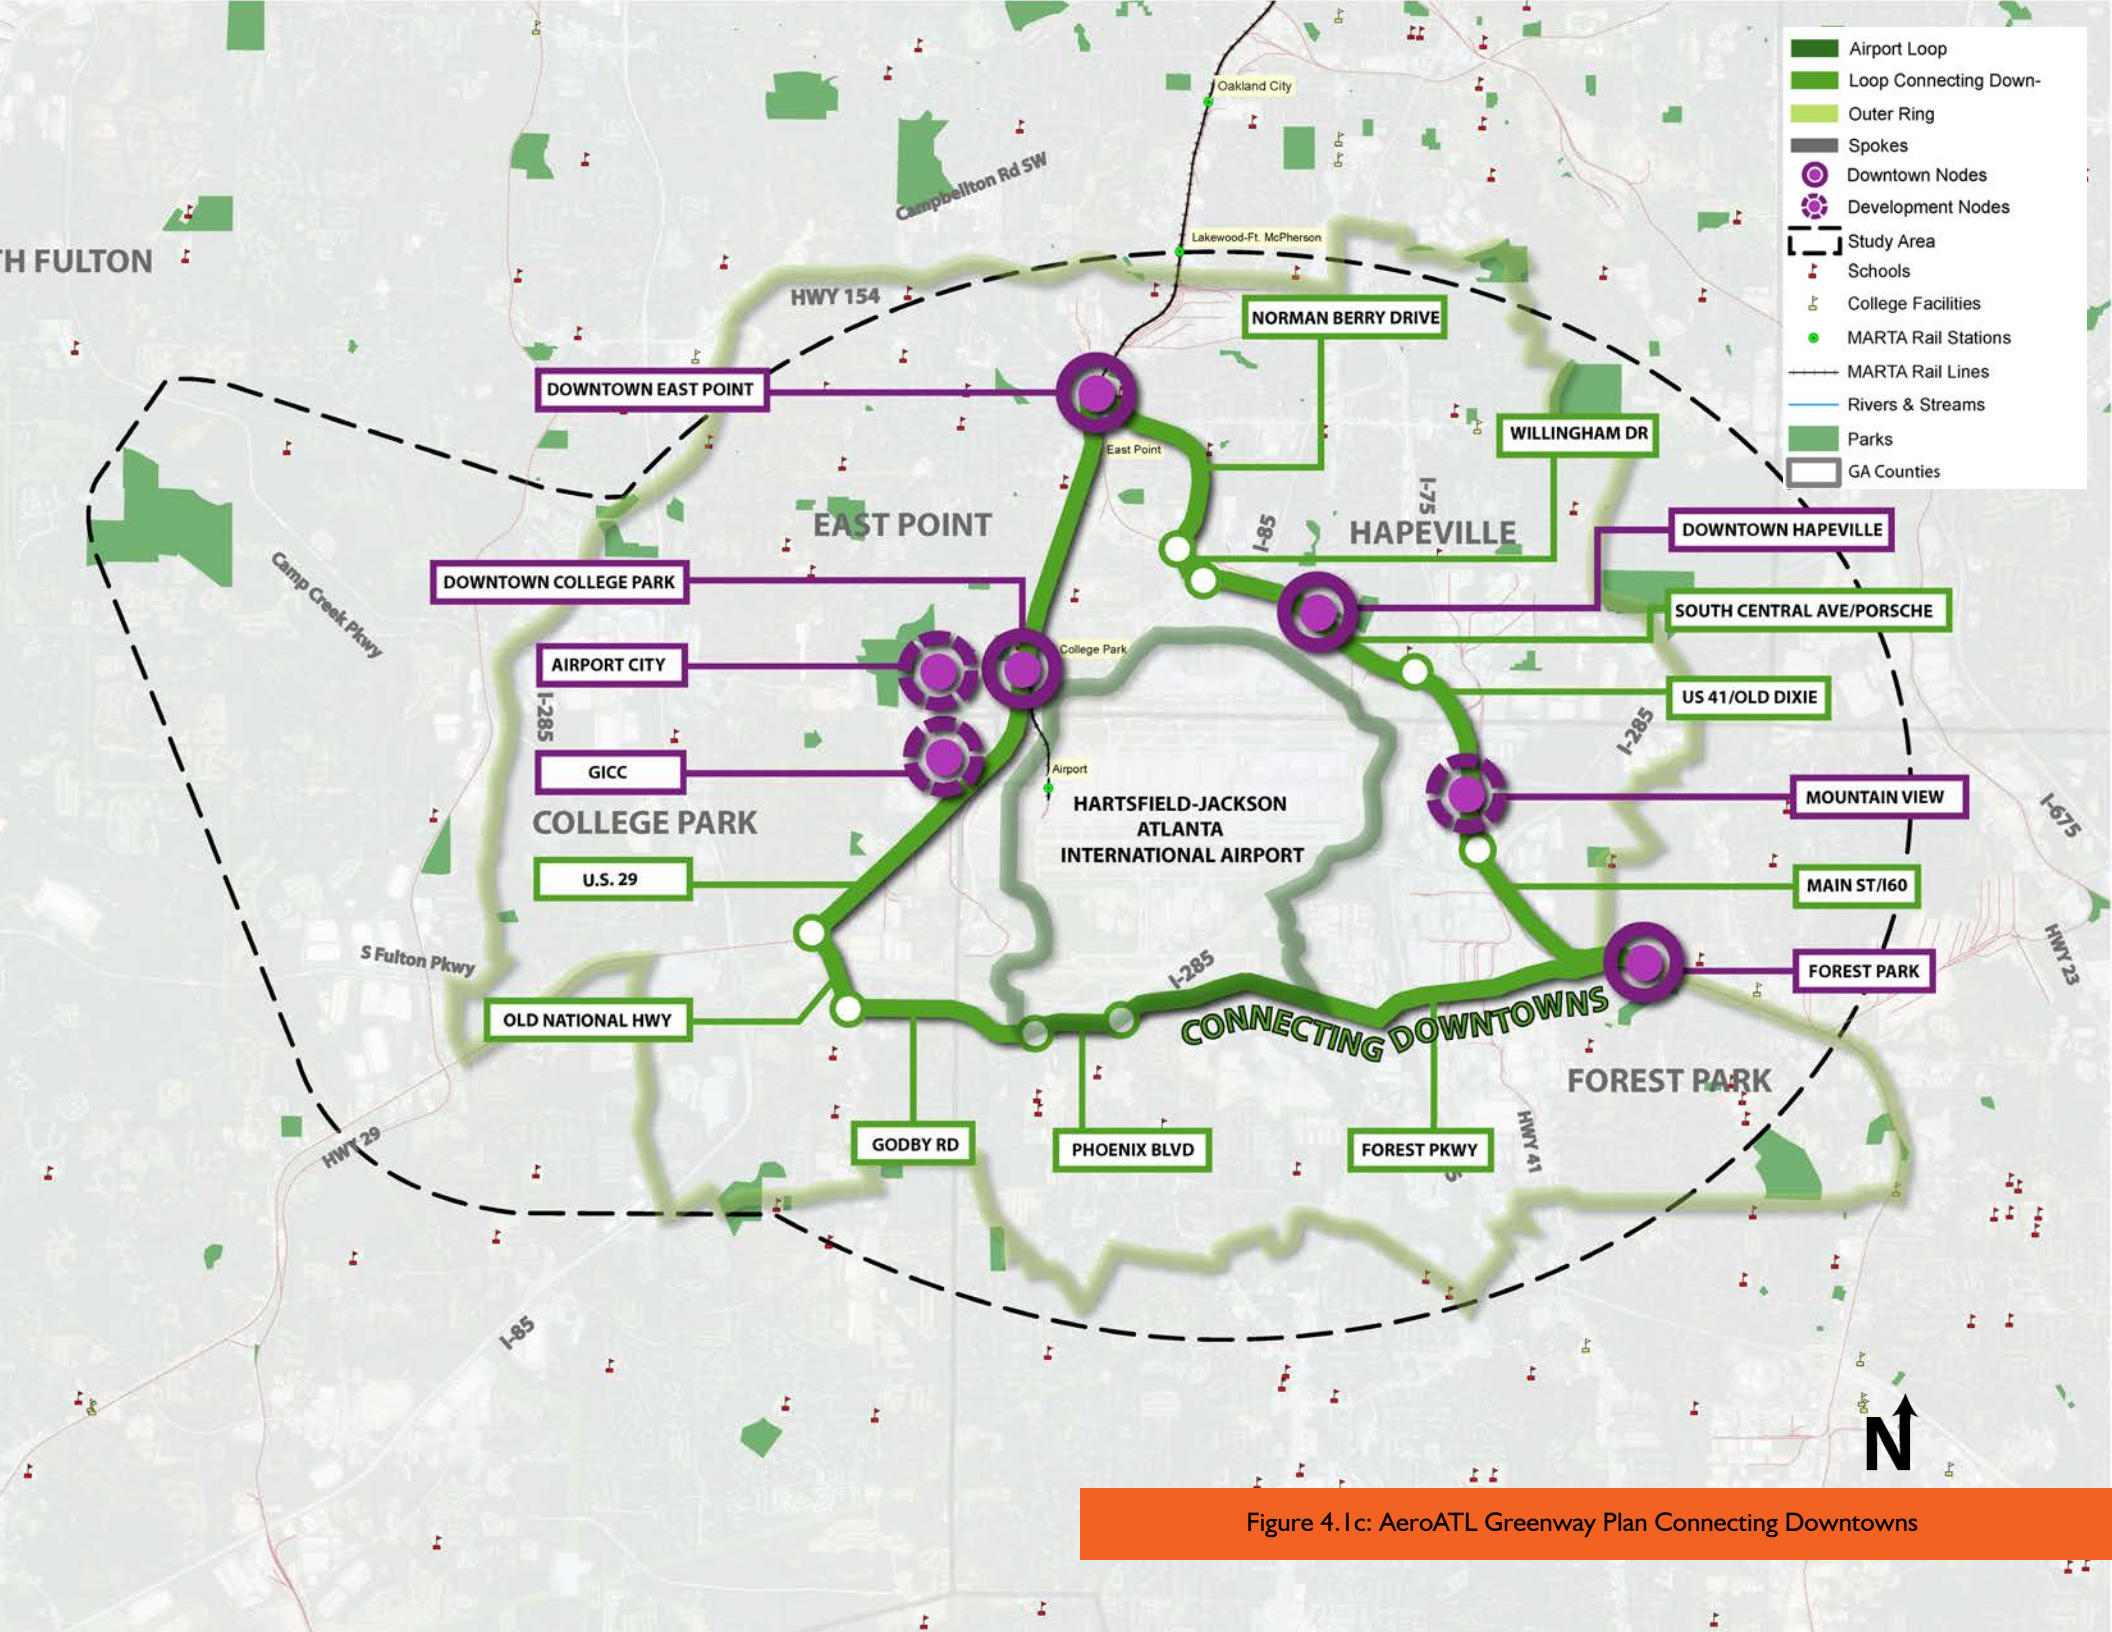 Airport Loop
Loop Connecting Down-
Outer Ring
Spokes
Downtown Nodes
Development Nodes
Study Area
Schools
College Facilities
MARTA Rail Stations
MARTA Rail Lines
Rivers & Streams
Parks
GA Counties
Oakland City
Campbellton Rd SW
Lakewood-Ft. McPherson
TH FULTON
HWY 154
NORMAN BERRY DRIVE
DOWNTOWN EAST POINT
East Point
WILLINGHAM DR
I-75
I-85
EAST POINT
HAPEVILLE
DOWNTOWN HAPEVILLE
Camp Creek Pkwy
DOWNTOWN COLLEGE PARK
SOUTH CENTRAL AVE/PORSCHE
College Park
AIRPORT CITY
US 41/OLD DIXIE
I-285
I-285
GICC
Airport
HARTSFIELD-JACKSON
ATLANTA
INTERNATIONAL AIRPORT
MOUNTAIN VIEW
I-675
COLLEGE PARK
U.S. 29
MAIN ST/160
S Fulton Pkwy
I-285
FOREST PARK
HWY 23
OLD NATIONAL HWY
CONNECTING DOWNTOWNS
FOREST PARK
HWY 29
GODBY RD
PHOENIX BLVD
FOREST PKWY
HWY 41
5
I-85
N
Figure 4.1c: AeroATL Greenway Plan Connecting Downtowns